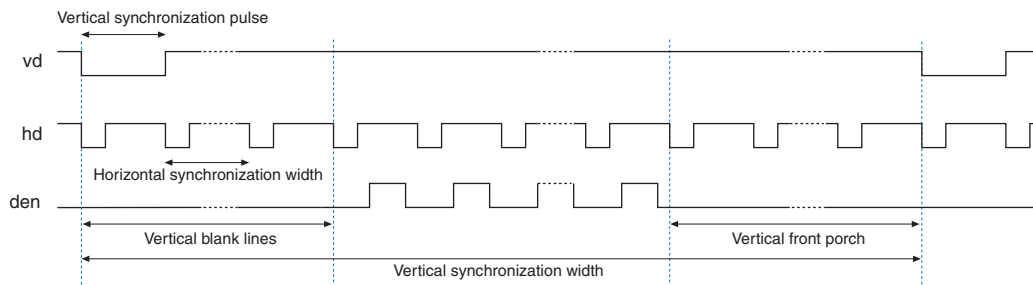 Vertical synchronization pulse
vd
hd
Horizontal synchronization width
den
Vertical blank lines
Vertical front porch
Vertical synchronization width